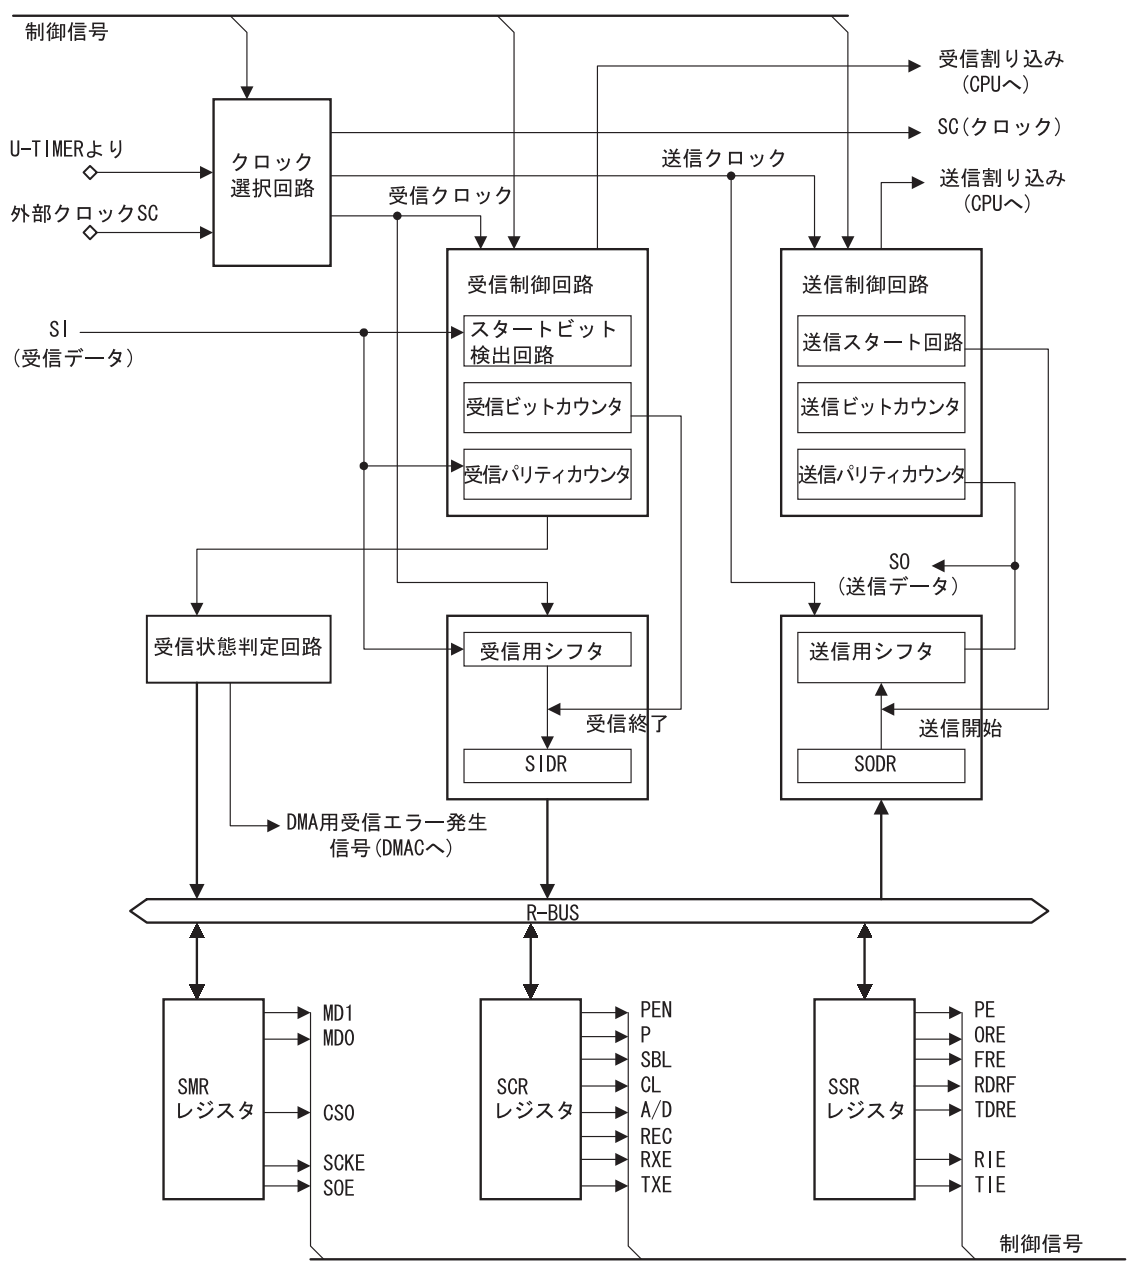 制御信号
受信割り込み
(CPUへ)
SC(クロック)
U-TIMERより
クロック
選択回路
送信クロック
送信割り込み
(CPUへ)
受信クロック
外部クロックSC
受信制御回路
送信制御回路
SI
(受信データ)
スタートビット
検出回路
送信スタート回路
受信ビットカウンタ
送信ビットカウンタ
受信パリティカウンタ
送信パリティカウンタ
SO
(送信データ)
受信状態判定回路
受信用シフタ
送信用シフタ
受信終了
送信開始
SIDR
SODR
DMA用受信エラー発生
信号(DMACへ)
R-BUS
SMR
レジスタ
MD1
MD0
CS0
SCKE
SOE
SCR
レジスタ
PEN
P
SBL
CL
A/D
REC
RXE
TXE
SSR
レジスタ
PE
ORE
FRE
RDRF
TDRE
RIE
TIE
制御信号